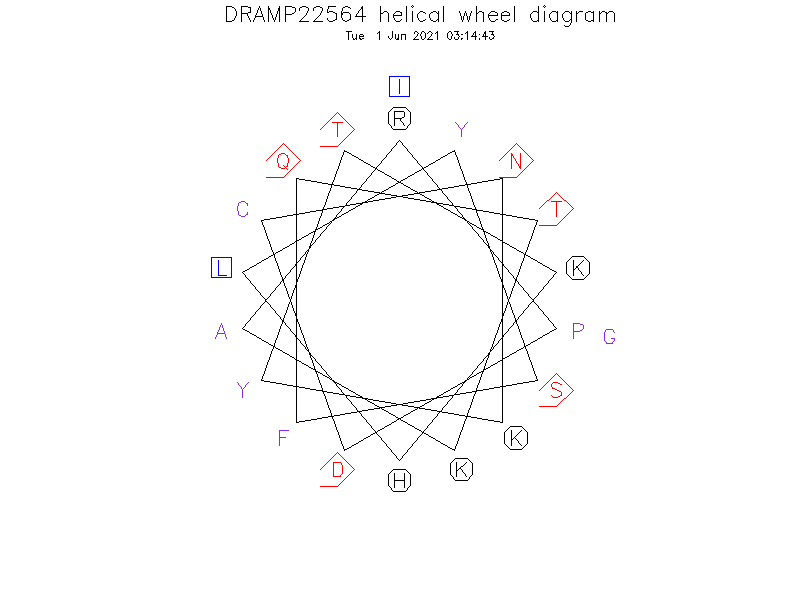 DRAMP22564 helical wheel diagram
Tue 1 Jun 2021 03:14:43
I
R
T
Y
Q
N
C
T
L
K
A
P
G
Y
S
F
K
D
K
H